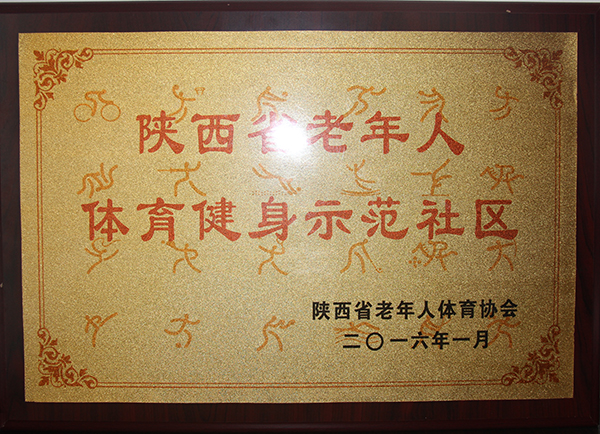 陕西省老年人
体育健身示范社区
陕西省老年人体育协会
二〇一六年一月